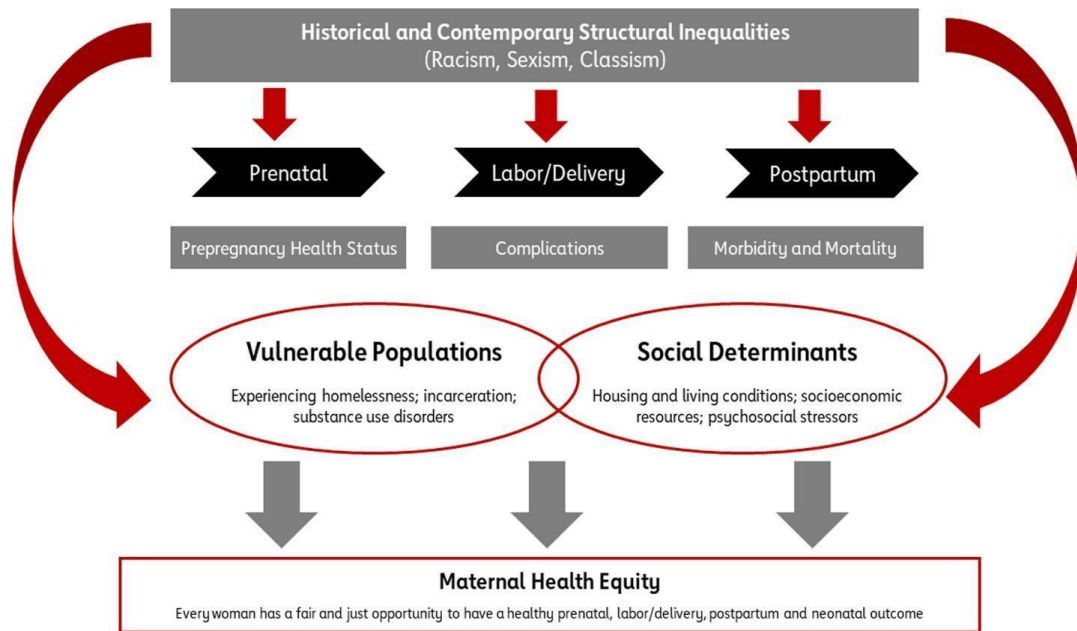 Historical and Contemporary Structural Inequalities
(Racism, Sexism, Classism)
Prenatal
Labor/Delivery
Postpartum
Prepregnancy Health Status
Complications
Morbidity and Mortality
Vulnerable Populations
Experiencing homelessness; incarceration;
substance use disorders
Social Determinants
Housing and living conditions; socioeconomic
resources; psychosocial stressors
Maternal Health Equity
Every woman has a fair and just opportunity to have a healthy prenatal, labor/delivery, postpartum and neonatal outcome